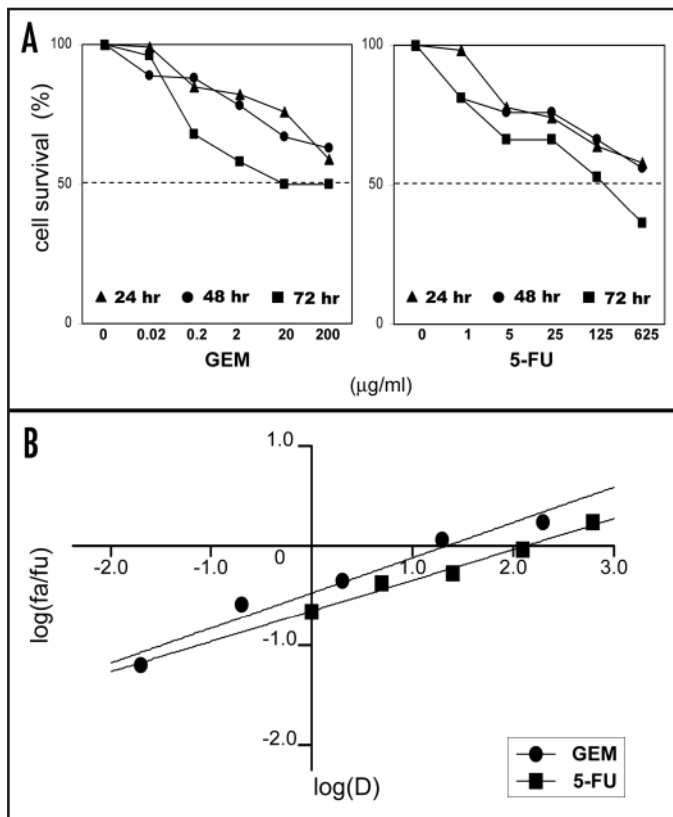 A
cell survival (%)
100
50
0
▲ 24 hr ● 48 hr ■ 72 hr
0 0.02 0.2 2 20 200
GEM
100
50
0
▲ 24 hr ● 48 hr ■ 72 hr
0 1 5 25 125 625
5-FU
(μg/ml)
B
log(fa/fu)
1.0
-2.0 -1.0 0 1.0 2.0 3.0
-1.0
-2.0
log(D)
● GEM
■ 5-FU